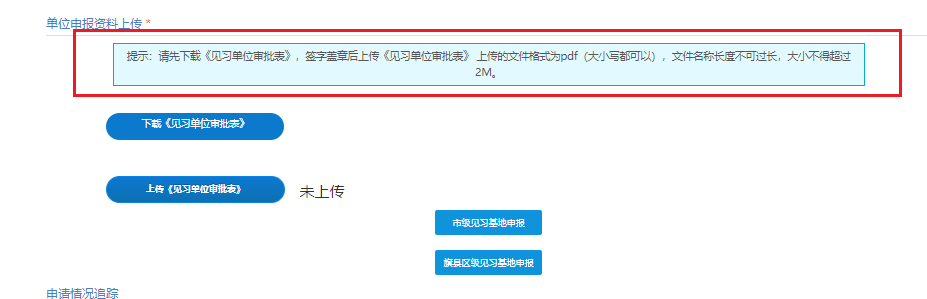 单位申报资料上传 *
提示：请先下载《见习单位审批表》，签字盖章后上传《见习单位审批表》 上传的文件格式为pdf（大小写都可以），文件名称长度不可过长，大小不得超过
2M。
下载《见习单位审批表》
上传《见习单位审批表》 未上传
市级见习基地申报
旗县区级见习基地申报
申请情况追踪